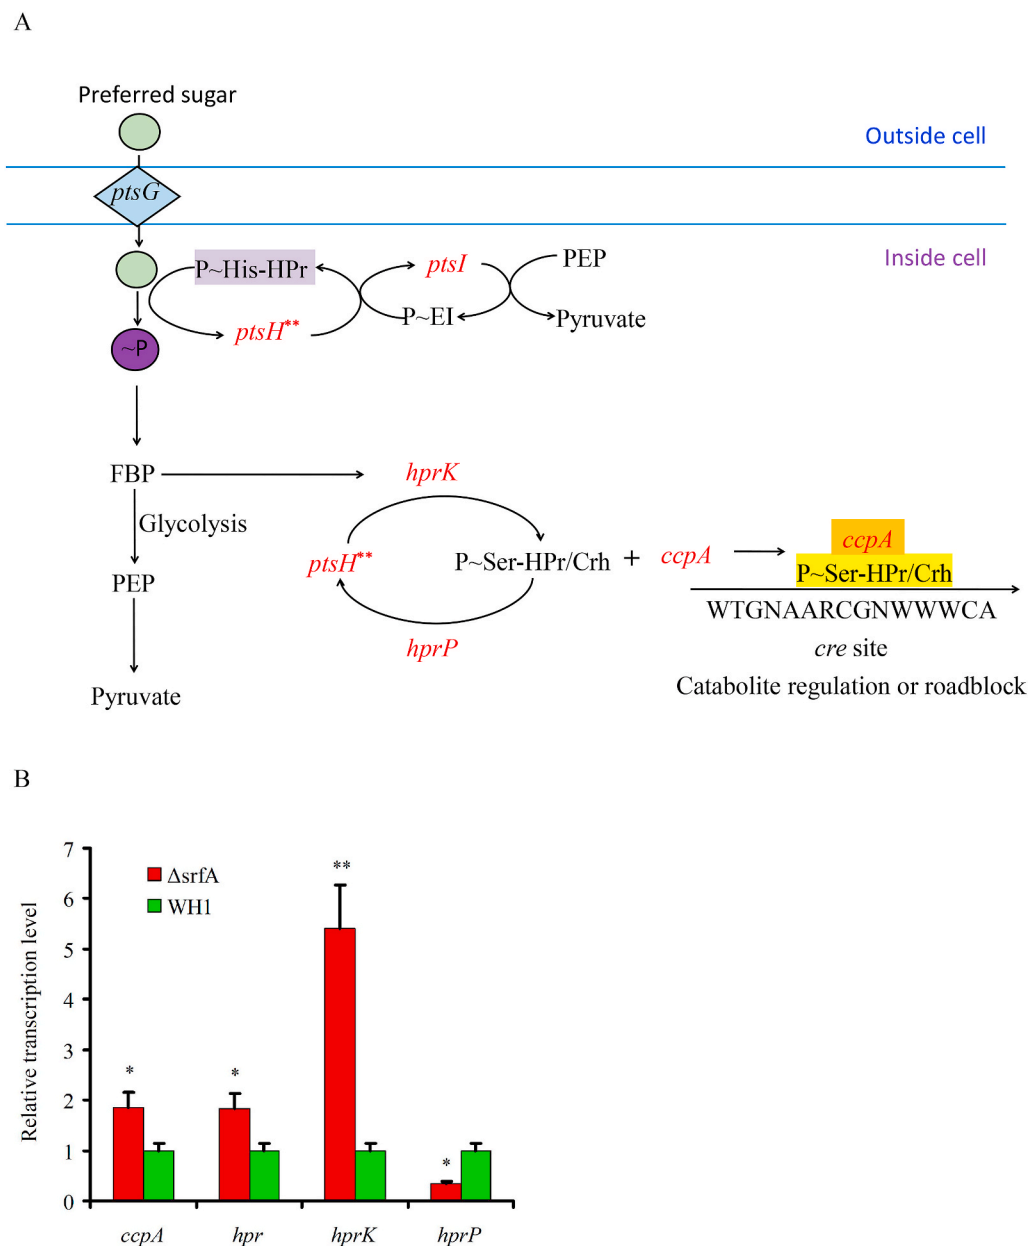 A
Preferred sugar
Outside cell
ptsG
Inside cell
P~His-HPr
ptsI
PEP
ptsH**
P~EI
Pyruvate
~P
FBP
hprK
Glycolysis
ccpA
ptsH**
P~Ser-HPr/Crh + ccpA
P~Ser-HPr/Crh
PEP
WTGNAARCGNWWWCA
hprP
cre site
Pyruvate
Catabolite regulation or roadblock
B
Relative transcription level
7
6
5
4
3
2
1
0
ΔsrfA
WH1
*
*
**
*
ccpA
hpr
hprK
hprP